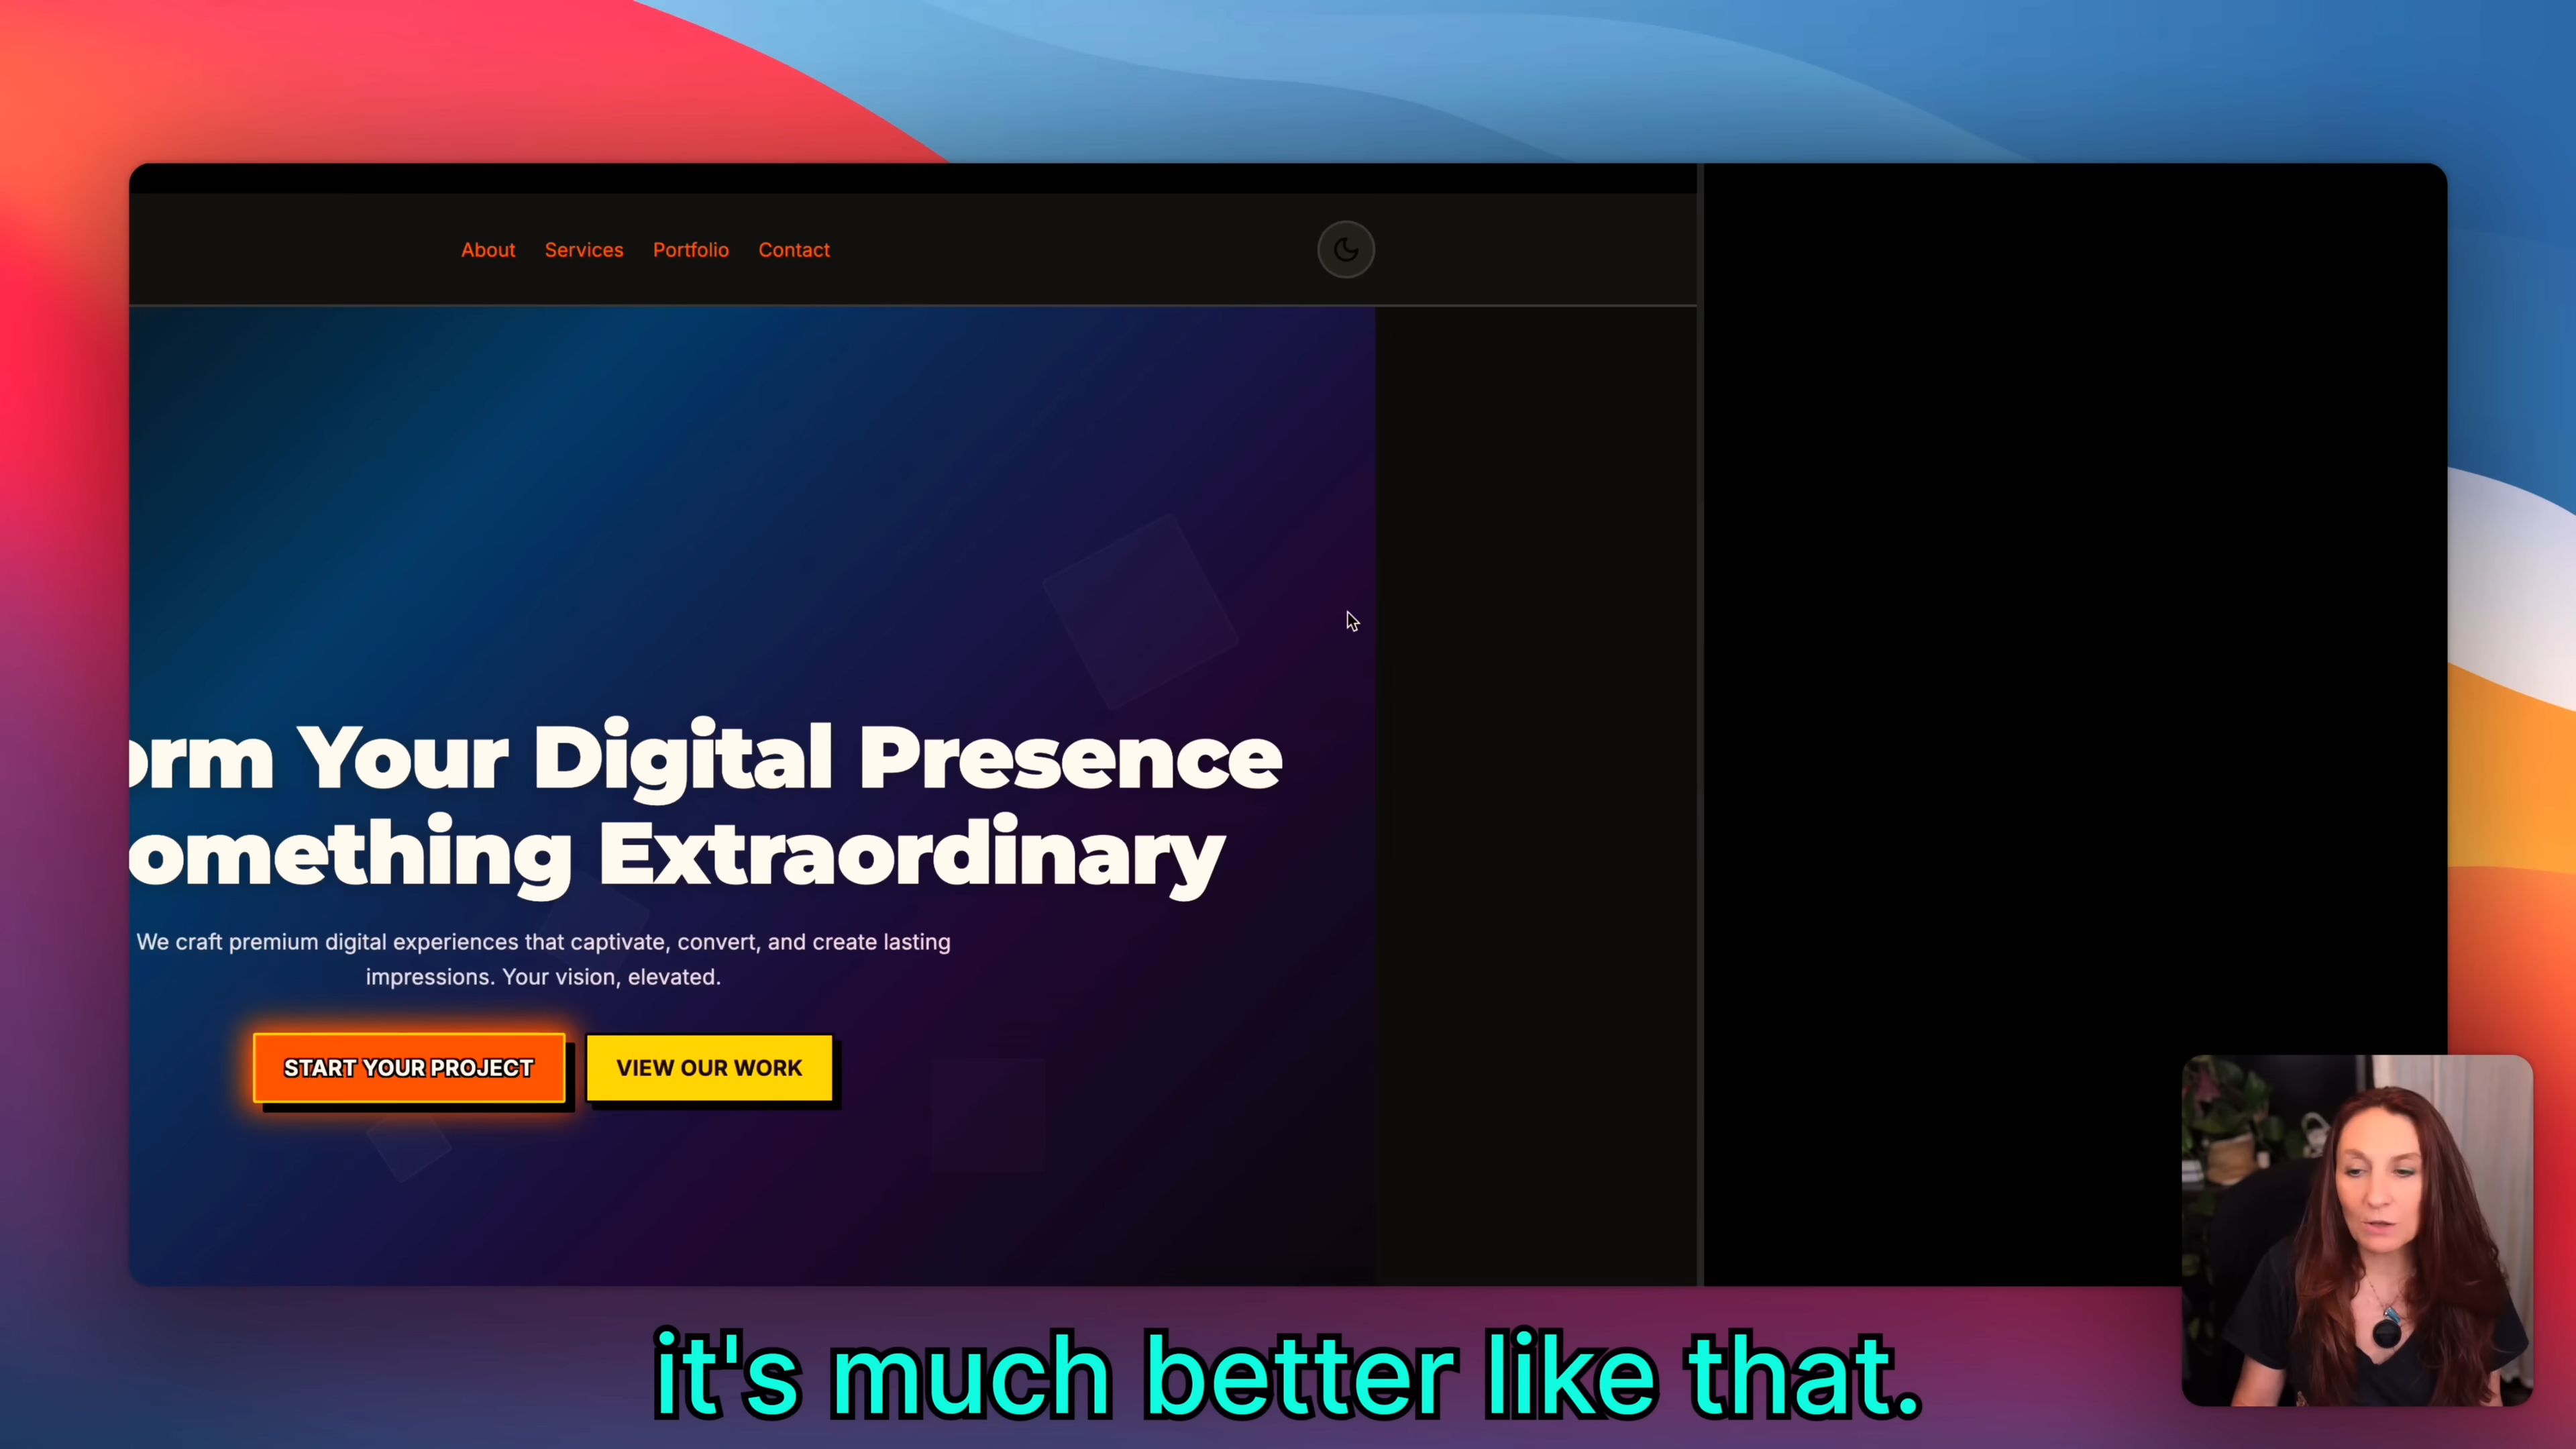 About Services Portfolio Contact
orm Your Digital Presence
omething Extraordinary
We craft premium digital experiences that captivate, convert, and create lasting
impressions. Your vision, elevated.
START YOUR PROJECT VIEW OUR WORK
it's much better like that.